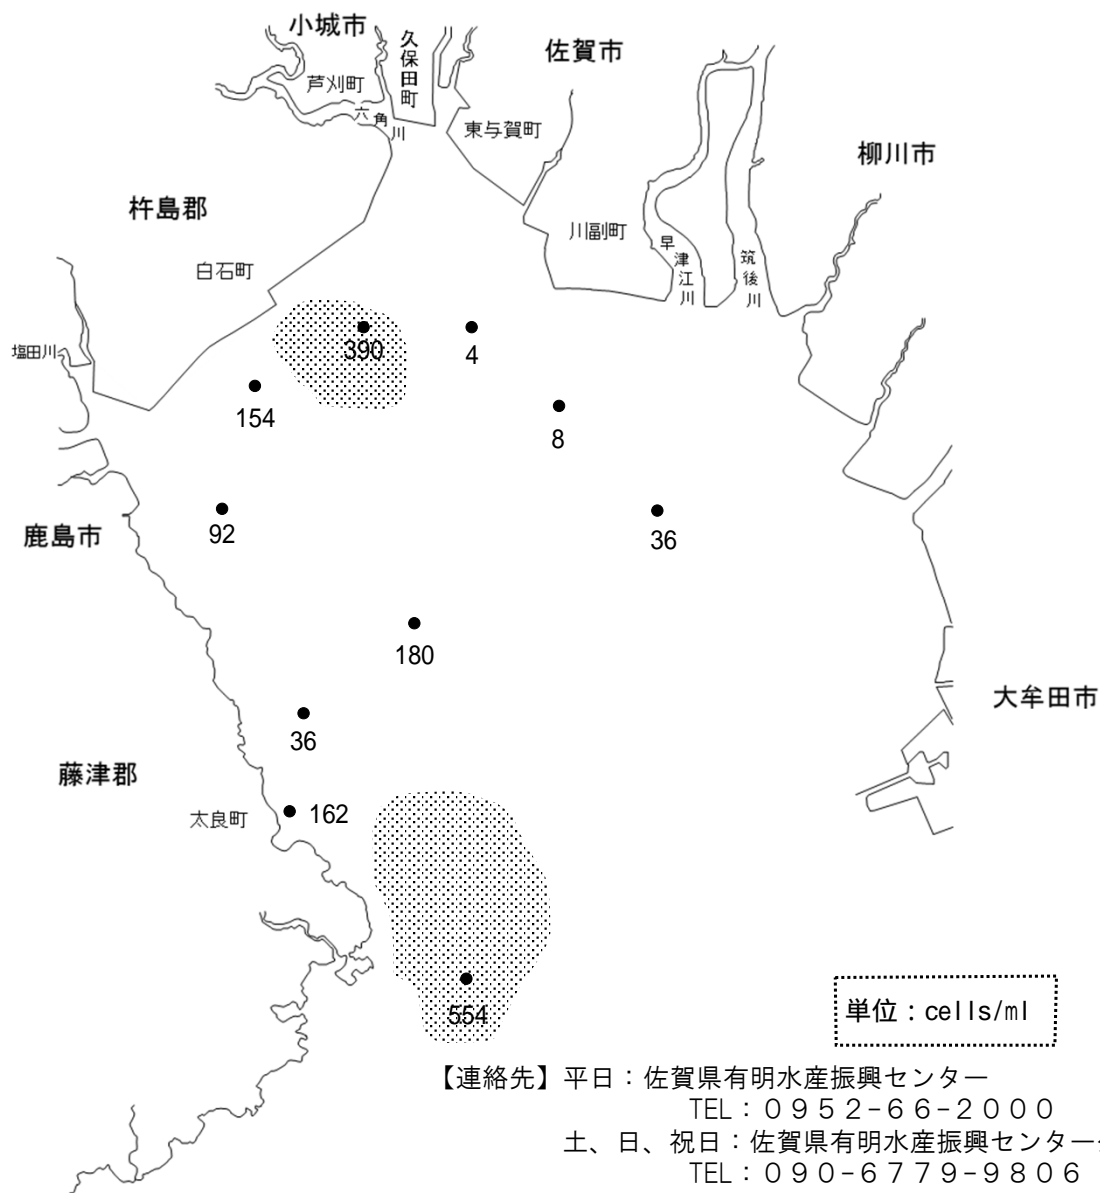 小城市
久保田町
佐賀市
芦刈町
六角川
東与賀町
柳川市
杵島郡
川副町
早津江川
筑後川
白石町
塩田川
390
4
154
8
92
36
鹿島市
180
大牟田市
36
藤津郡
太良町
162
554
単位：cells/ml
【連絡先】平日：佐賀県有明水産振興センター
TEL：０９５２−６６−２０００
土、日、祝日：佐賀県有明水産振興センター
TEL：０９０−６７７９−９８０６